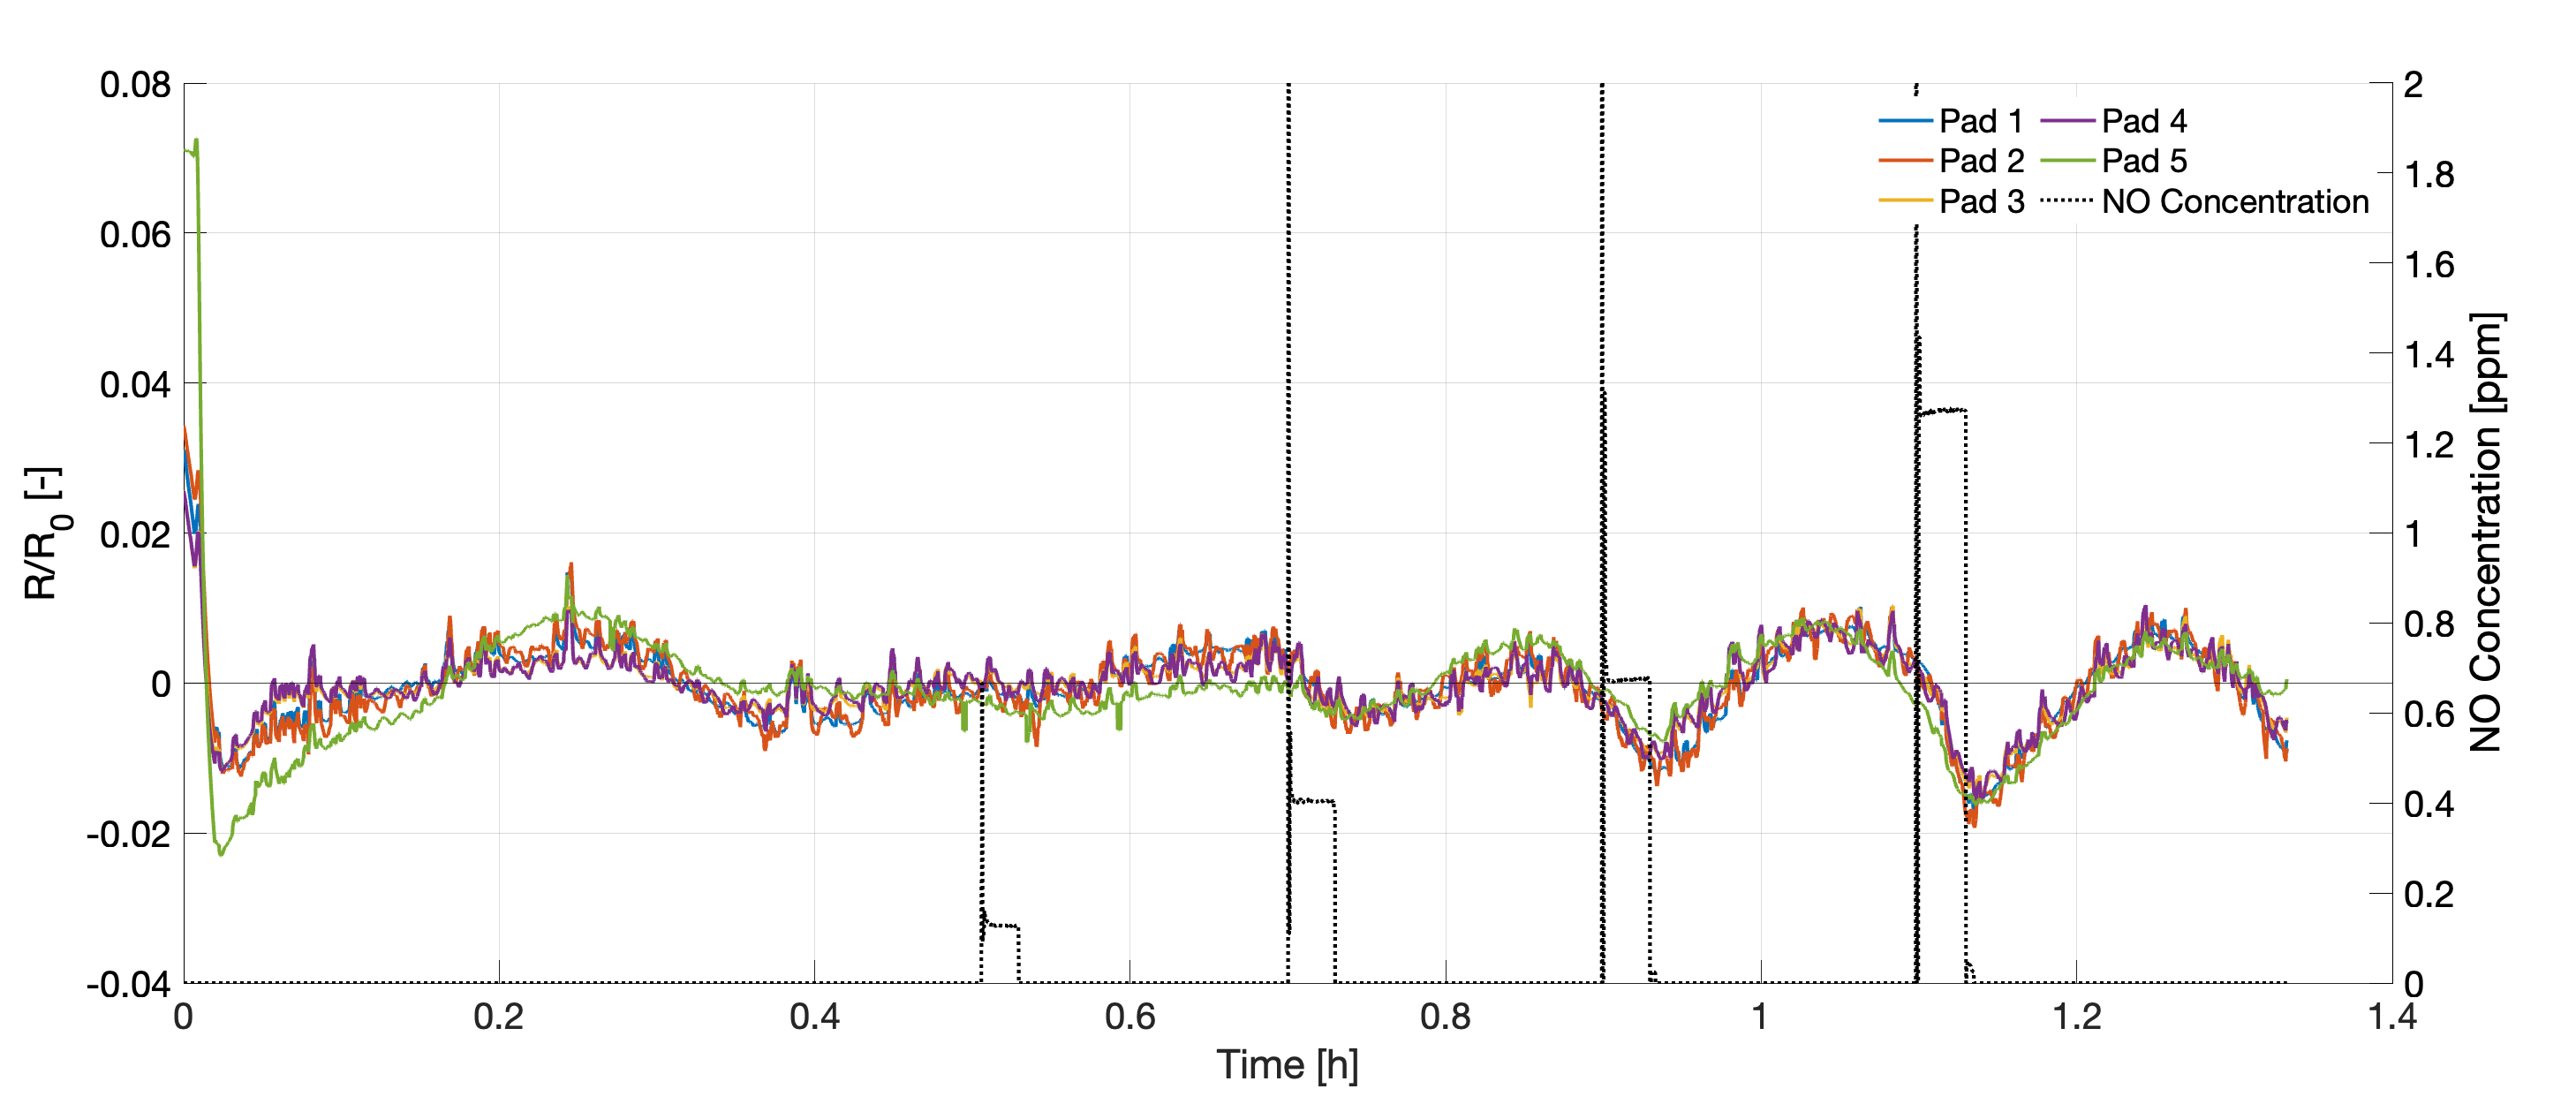 0.08
0.06
0.04
0.02
0
-0.02
-0.04
R/R0 [-]
2
1.8
1.6
1.4
1.2
1
0.8
0.6
0.4
0.2
0
NO Concentration [ppm]
Pad 1
Pad 2
Pad 3
Pad 4
Pad 5
NO Concentration
0 0.2 0.4 0.6 0.8 1 1.2 1.4
Time [h]